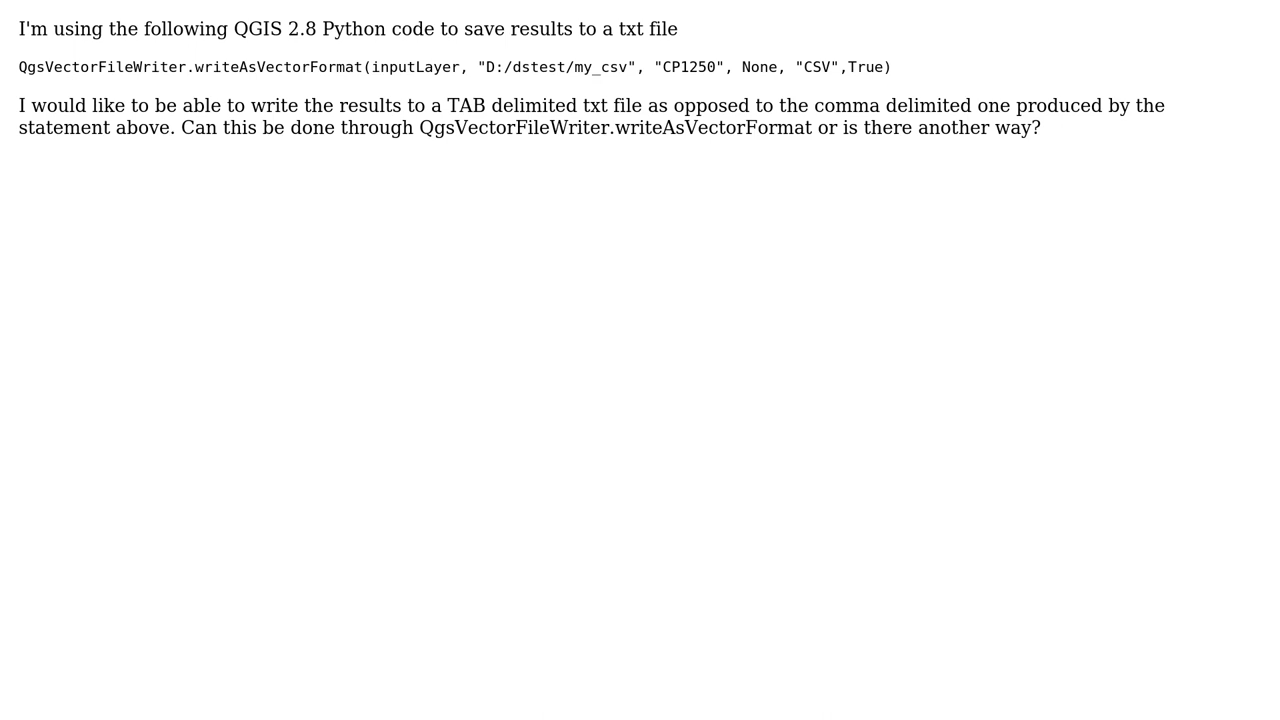 I'm using the following QGIS 2.8 Python code to save results to a txt file
QgsVectorFileWriter.writeAsVectorFormat(inputLayer, "D:/dstest/my_csv", "CP1250", None, "CSV",True)
I would like to be able to write the results to a TAB delimited txt file as opposed to the comma delimited one produced by the
statement above. Can this be done through QgsVectorFileWriter.writeAsVectorFormat or is there another way?